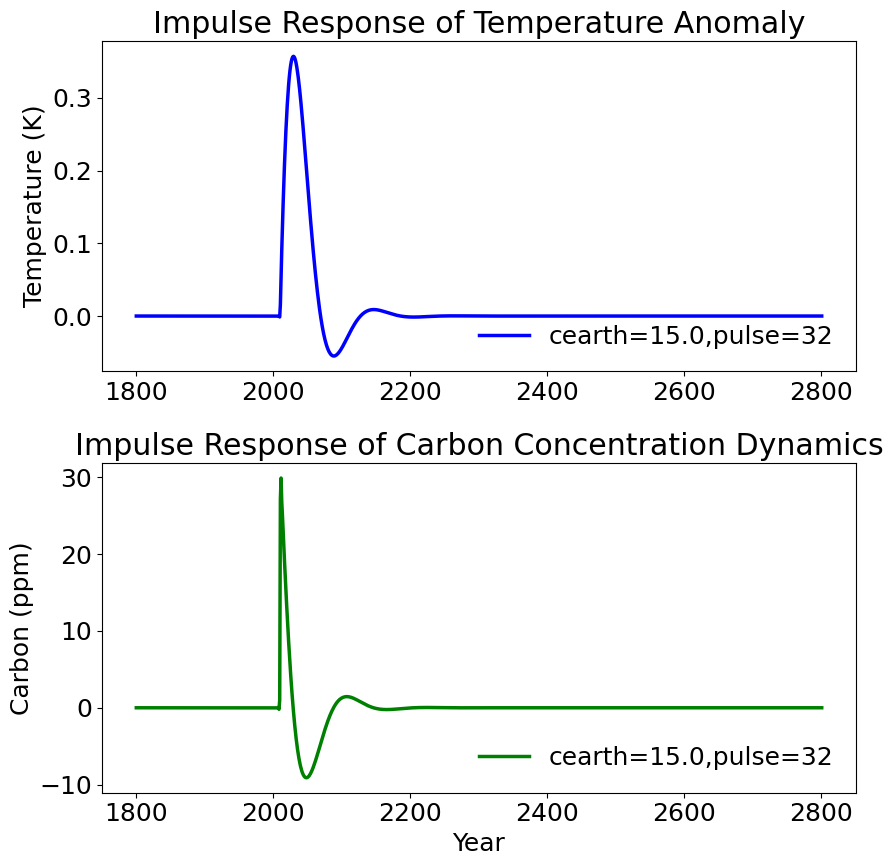 Impulse Response of Temperature Anomaly
Temperature (K)
0.3
0.2
0.1
0.0
cearth=15.0,pulse=32
1800 2000 2200 2400 2600 2800
Impulse Response of Carbon Concentration Dynamics
Carbon (ppm)
30
20
10
0
−10
cearth=15.0,pulse=32
1800 2000 2200 2400 2600 2800
Year